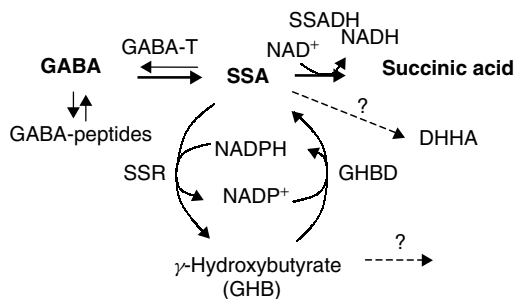 SSADH
GABA-T
NAD⁺
NADH
GABA
SSA
Succinic acid
?
GABA-peptides
DHHA
NADPH
SSR
GHBD
NADP⁺
γ-Hydroxybutyrate
(GHB)
?